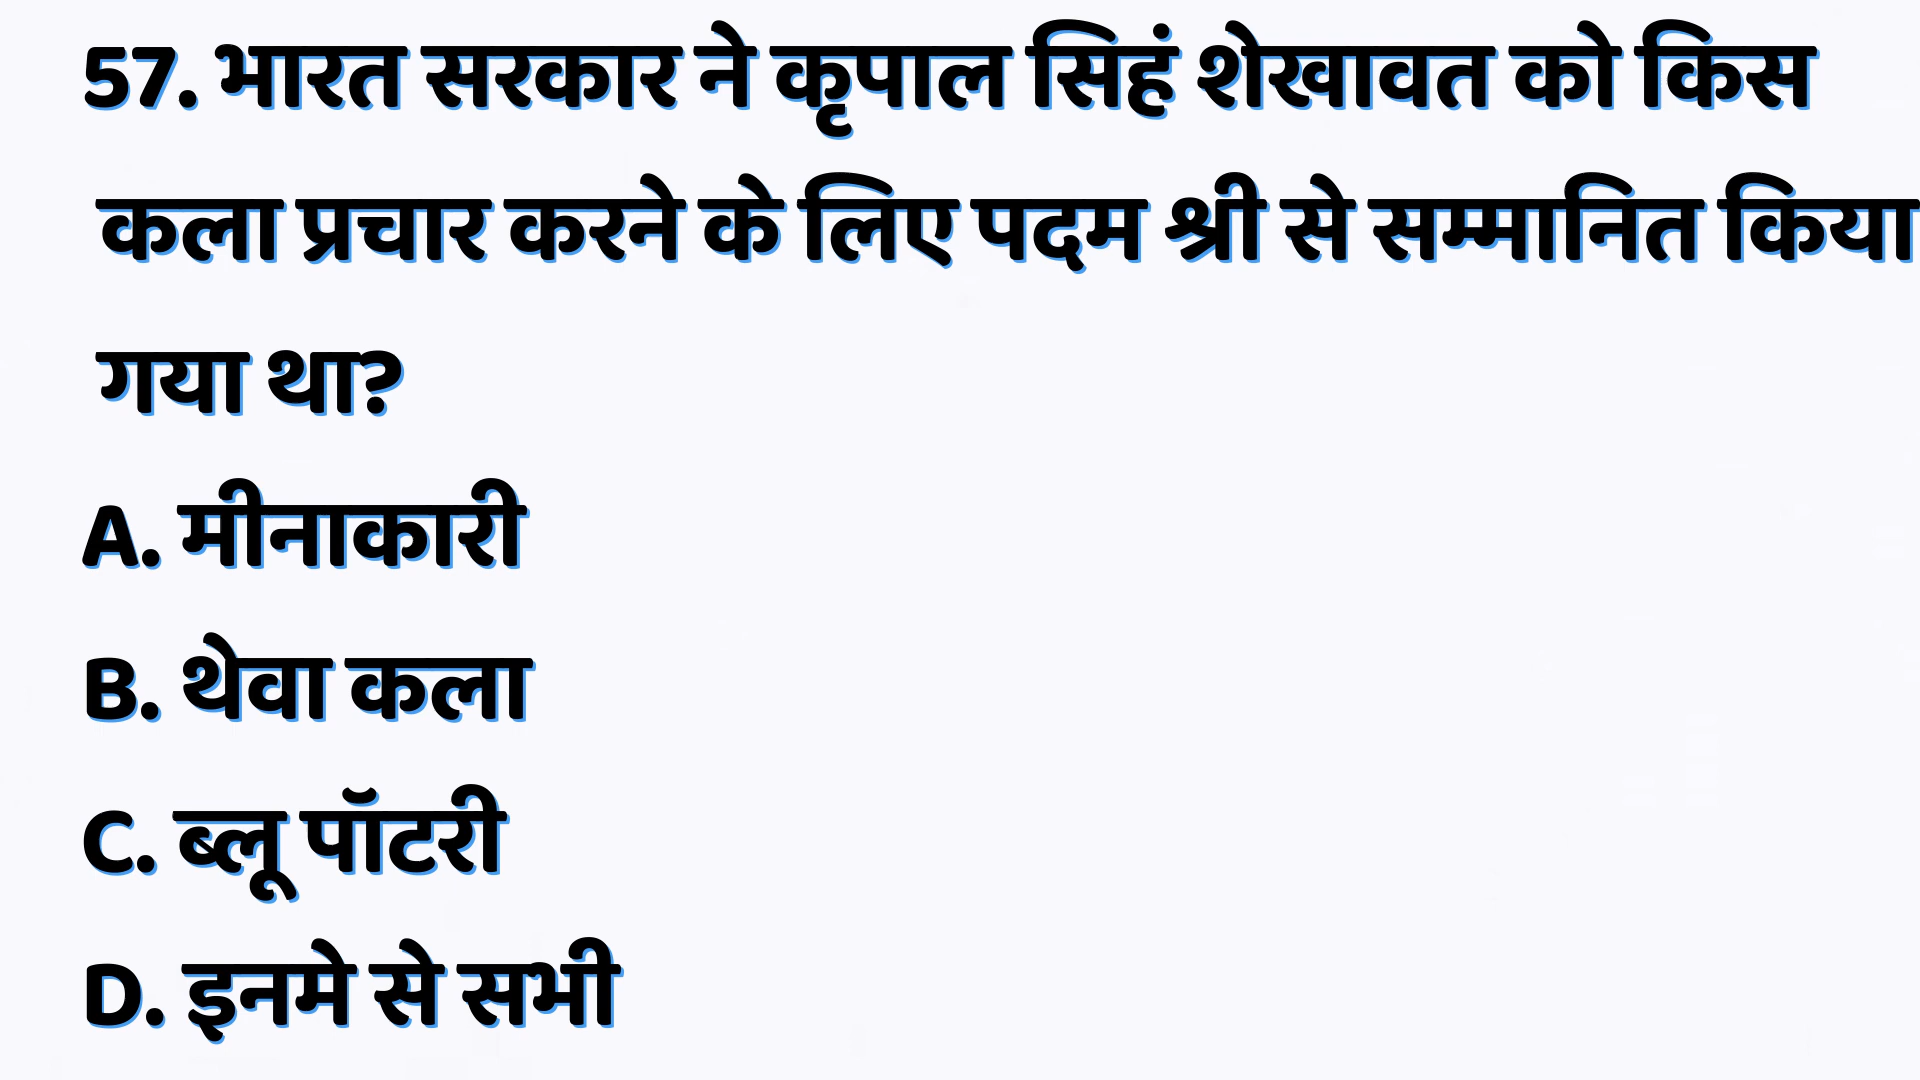 57. भारत सरकार ने कृपाल सिहं शेखावत को किस
कला प्रचार करने के लिए पदम श्री से सम्मानित किया
गया था?
A. मीनाकारी
B. थेवा कला
C. ब्लू पॉटरी
D. इनमे से सभी